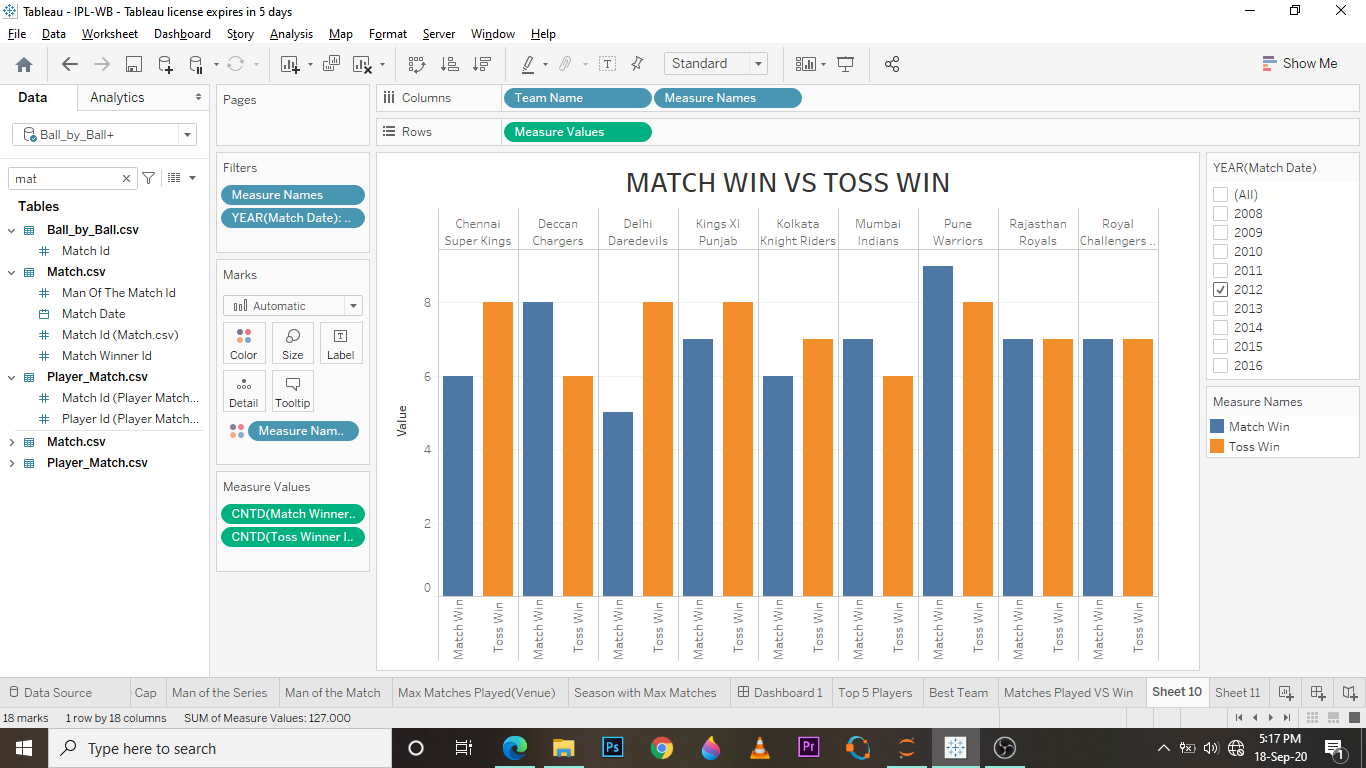 Tableau - IPL-WB - Tableau license expires in 5 days
File Data Worksheet Dashboard Story Analysis Map Format Server Window Help
Standard
Show Me
Data Analytics
Ball_by_Ball+
mat
Tables
Ball_by_Ball.csv
Match Id
Match.csv
Man Of The Match Id
Match Date
Match Id (Match.csv)
Match Winner Id
Player_Match.csv
Match Id (Player Match...
Player Id (Player Match...
Match.csv
Player_Match.csv
Pages
Filters
Measure Names
YEAR(Match Date): ..
Marks
Automatic
Color Size Label
Detail Tooltip
Measure Nam..
Measure Values
CNTD(Match Winner..
CNTD(Toss Winner I..
Columns Team Name Measure Names
Rows Measure Values
MATCH WIN VS TOSS WIN
Chennai Super Kings
Deccan Chargers
Delhi Daredevils
Kings XI Punjab
Kolkata Knight Riders
Mumbai Indians
Pune Warriors
Rajasthan Royals
Royal Challengers ..
Value
8
6
4
2
0
Match Win Toss Win Match Win Toss Win Match Win Toss Win Match Win Toss Win Match Win Toss Win Match Win Toss Win Match Win Toss Win Match Win Toss Win Match Win Toss Win
YEAR(Match Date)
(All)
2008
2009
2010
2011
2012
2013
2014
2015
2016
Measure Names
Match Win
Toss Win
Data Source Cap Man of the Series Man of the Match Max Matches Played(Venue) Season with Max Matches Dashboard 1 Top 5 Players Best Team Matches Played VS Win Sheet 10 Sheet 11
18 marks 1 row by 18 columns SUM of Measure Values: 127.000
Type here to search
Ps
Pr
5:17 PM
18-Sep-20
1